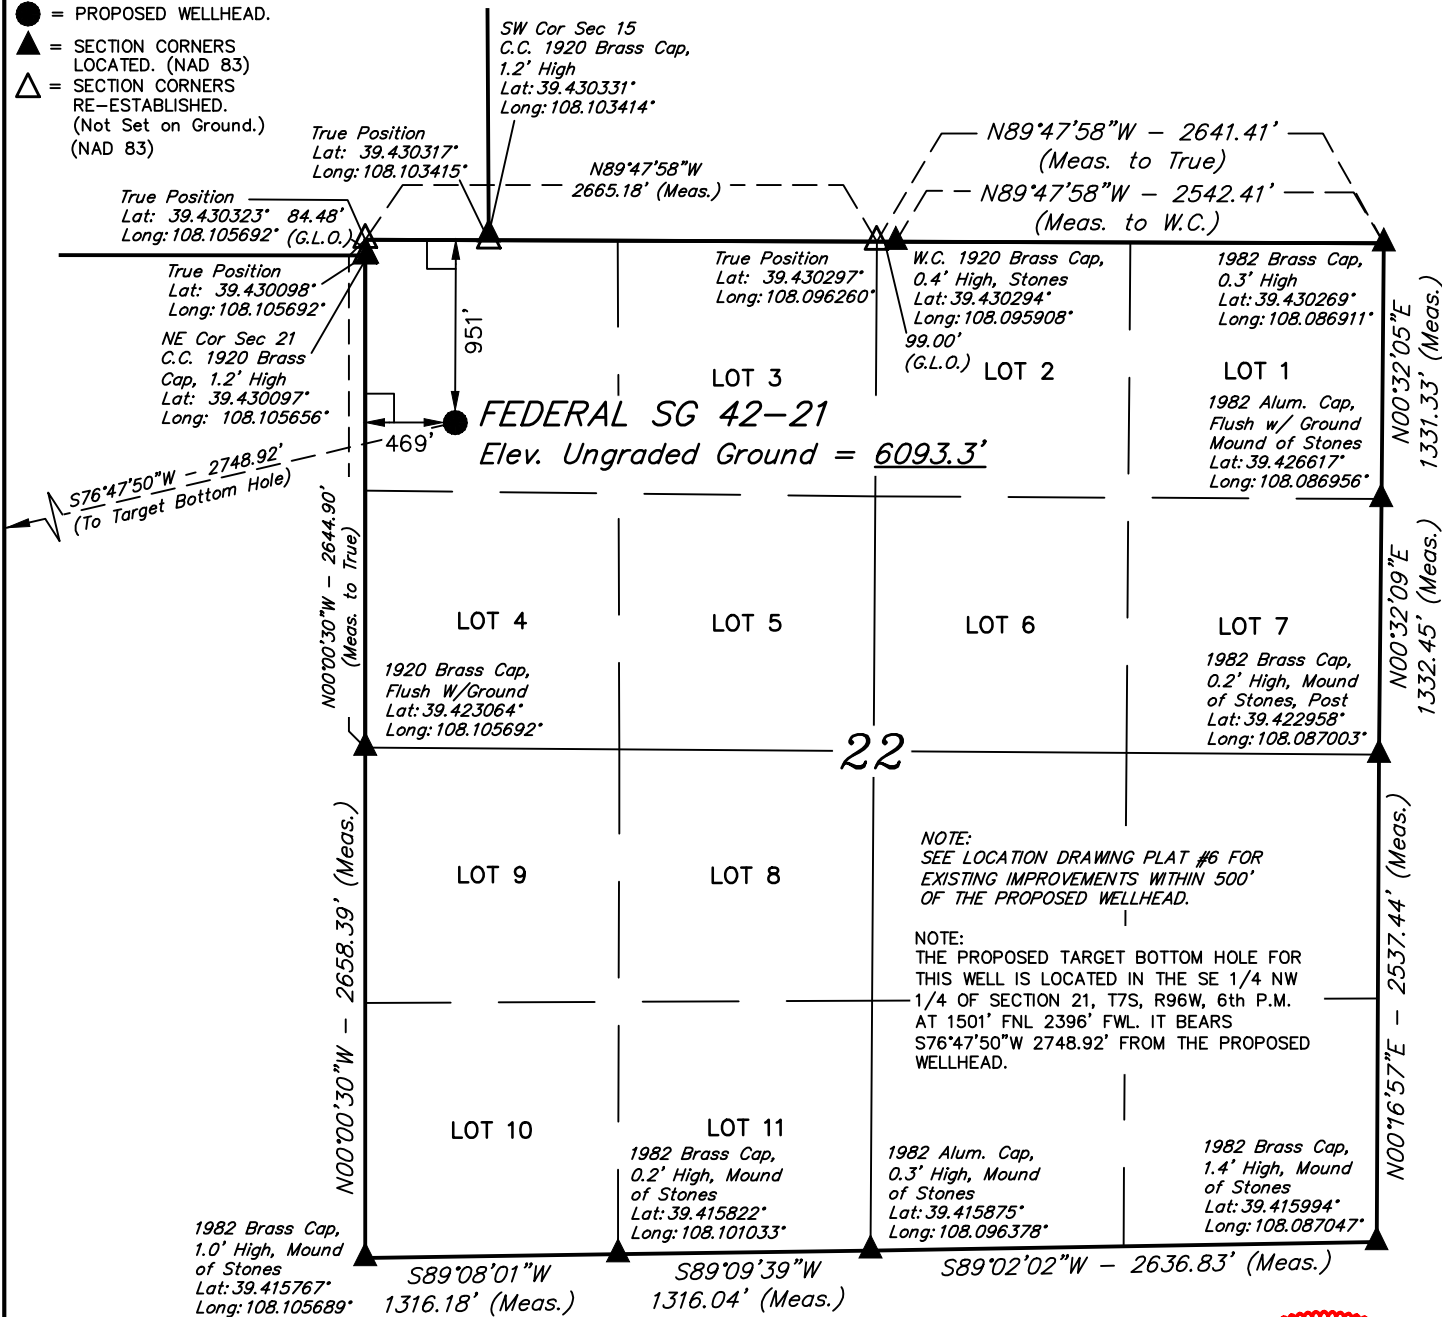 = PROPOSED WELLHEAD.
= SECTION CORNERS
LOCATED. (NAD 83)
= SECTION CORNERS
RE-ESTABLISHED.
(Not Set on Ground.)
(NAD 83)
SW Cor Sec 15
C.C. 1920 Brass Cap,
1.2' High
Lat: 39.430331°
Long: 108.103414°
True Position
Lat: 39.430317°
Long: 108.103415°
N89°47'58"W
2665.18' (Meas.)
N89°47'58"W - 2641.41'
(Meas. to True)
N89°47'58"W - 2542.41'
(Meas. to W.C.)
True Position
Lat: 39.430323°
Long: 108.105692°
84.48'
(G.L.O.)
True Position
Lat: 39.430098°
Long: 108.105692°
NE Cor Sec 21
C.C. 1920 Brass
Cap, 1.2' High
Lat: 39.430097°
Long: 108.105656°
True Position
Lat: 39.430297°
Long: 108.096260°
W.C. 1920 Brass Cap,
0.4' High, Stones
Lat: 39.430294°
Long: 108.095908°
99.00'
(G.L.O.)
1982 Brass Cap,
0.3' High
Lat: 39.430269°
Long: 108.086911°
N00°32'05"E
1331.33' (Meas.)
951'
469'
LOT 3
LOT 2
LOT 1
FEDERAL SG 42-21
Elev. Ungraded Ground = 6093.3'
1982 Alum. Cap,
Flush w/ Ground
Mound of Stones
Lat: 39.426617°
Long: 108.086956°
S76°47'50"W - 2748.92'
(To Target Bottom Hole)
N00°00'30"W - 2644.90'
(Meas. to True)
N00°32'09"E
1332.45' (Meas.)
LOT 4
LOT 5
LOT 6
LOT 7
1920 Brass Cap,
Flush W/Ground
Lat: 39.423064°
Long: 108.105692°
1982 Brass Cap,
0.2' High, Mound
of Stones, Post
Lat: 39.422958°
Long: 108.087003°
22
N00°00'30"W - 2658.39' (Meas.)
LOT 9
LOT 8
NOTE:
SEE LOCATION DRAWING PLAT #6 FOR
EXISTING IMPROVEMENTS WITHIN 500'
OF THE PROPOSED WELLHEAD.
NOTE:
THE PROPOSED TARGET BOTTOM HOLE FOR
THIS WELL IS LOCATED IN THE SE 1/4 NW
1/4 OF SECTION 21, T7S, R96W, 6th P.M.
AT 1501' FNL 2396' FWL. IT BEARS
S76°47'50"W 2748.92' FROM THE PROPOSED
WELLHEAD.
N00°16'57"E - 2537.44' (Meas.)
LOT 10
LOT 11
1982 Brass Cap,
0.2' High, Mound
of Stones
Lat: 39.415822°
Long: 108.101033°
1982 Alum. Cap,
0.3' High, Mound
of Stones
Lat: 39.415875°
Long: 108.096378°
1982 Brass Cap,
1.4' High, Mound
of Stones
Lat: 39.415994°
Long: 108.087047°
1982 Brass Cap,
1.0' High, Mound
of Stones
Lat: 39.415767°
Long: 108.105689°
S89°08'01"W
1316.18' (Meas.)
S89°09'39"W
1316.04' (Meas.)
S89°02'02"W - 2636.83' (Meas.)